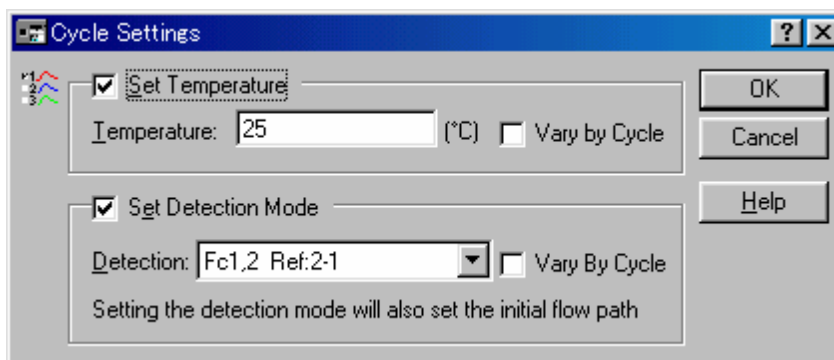 Cycle Settings
Set Temperature
Temperature: 25 (°C) Vary by Cycle
Set Detection Mode
Detection: Fc1,2 Ref:2-1 Vary By Cycle
Setting the detection mode will also set the initial flow path
OK
Cancel
Help